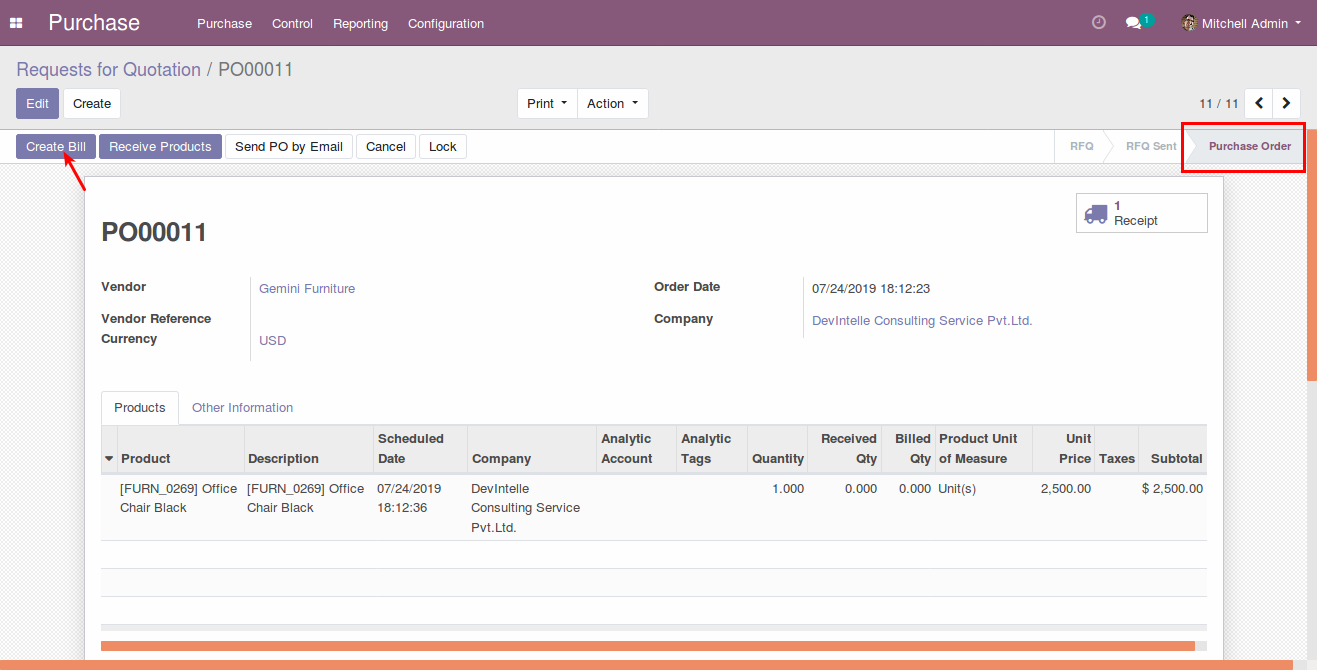 Purchase Purchase Control Reporting Configuration 1 Mitchell Admin
Requests for Quotation / PO00011
Edit Create Print Action 11 / 11
Create Bill Receive Products Send PO by Email Cancel Lock RFQ RFQ Sent Purchase Order
1
Receipt
PO00011
Vendor Gemini Furniture Order Date 07/24/2019 18:12:23
Vendor Reference Company DevIntelle Consulting Service Pvt.Ltd.
Currency USD
Products Other Information
Scheduled Analytic Analytic Received Billed Product Unit Unit
Product Description Date Company Account Tags Quantity Qty Qty of Measure Price Taxes Subtotal
[FURN_0269] Office [FURN_0269] Office 07/24/2019 DevIntelle 1.000 0.000 0.000 Unit(s) 2,500.00 $ 2,500.00
Chair Black Chair Black 18:12:36 Consulting Service
Pvt.Ltd.